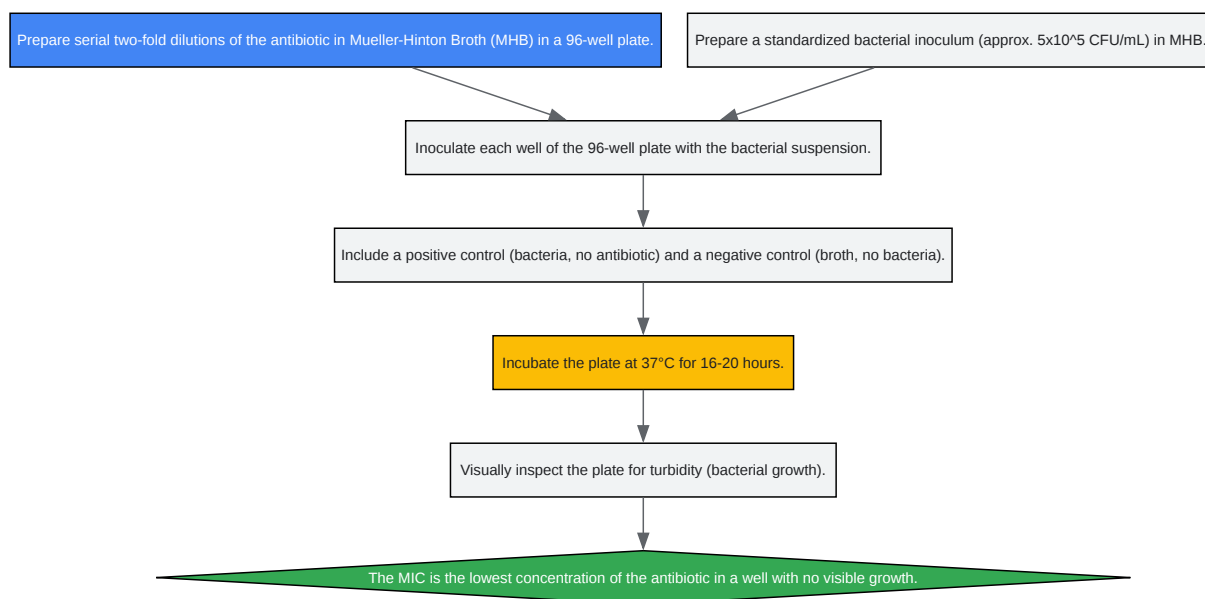 Prepare serial two-fold dilutions of the antibiotic in Mueller-Hinton Broth (MHB) in a 96-well plate.
Prepare a standardized bacterial inoculum (approx. 5x10^5 CFU/mL) in MHB.
Inoculate each well of the 96-well plate with the bacterial suspension.
Include a positive control (bacteria, no antibiotic) and a negative control (broth, no bacteria).
Incubate the plate at 37°C for 16-20 hours.
Visually inspect the plate for turbidity (bacterial growth).
The MIC is the lowest concentration of the antibiotic in a well with no visible growth.